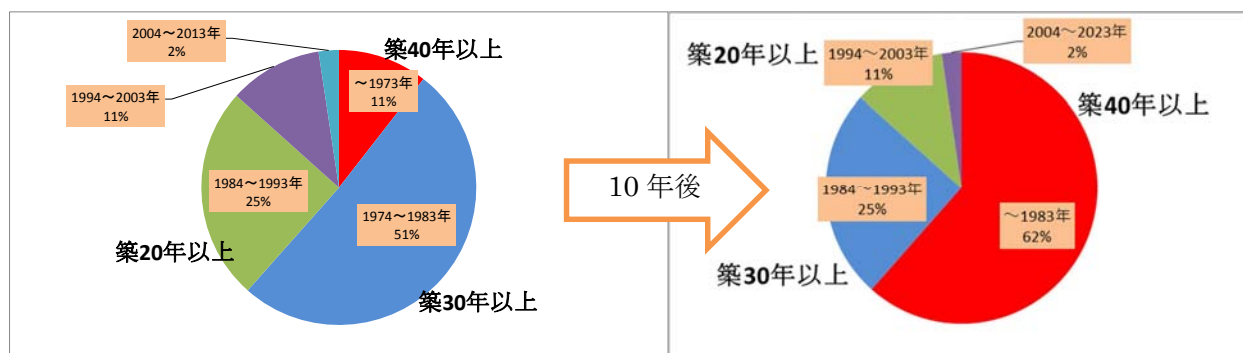 2004～2013年
2%
築40年以上
～1973年
11%
1994～2003年
11%
1984～1993年
25%
1974～1983年
51%
築20年以上
築30年以上
10 年後
2004～2023年
2%
築20年以上
1994～2003年
11%
築40年以上
1984～1993年
25%
～1983年
62%
築30年以上